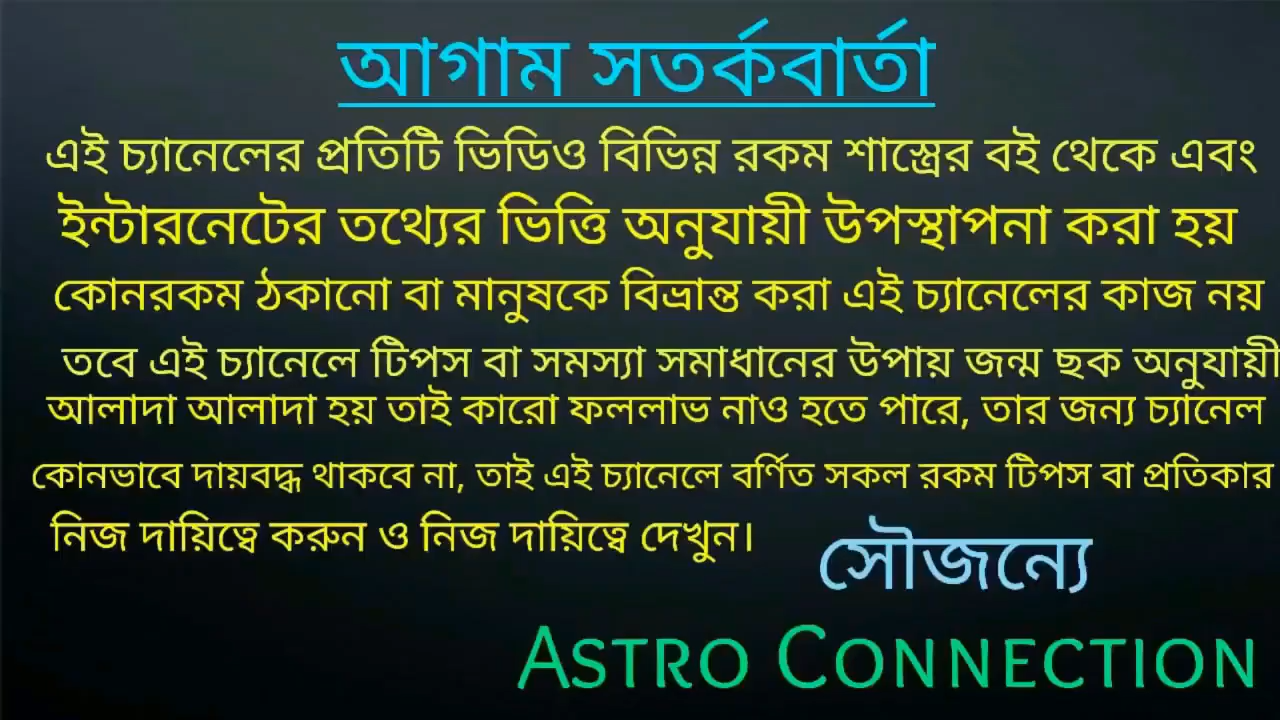 আগাম সতর্কবার্তা
এই চ্যানেলের প্রতিটি ভিডিও বিভিন্ন রকম শাস্ত্রের বই থেকে এবং
ইন্টারনেটের তথ্যের ভিত্তি অনুযায়ী উপস্থাপনা করা হয়
কোনরকম ঠকানো বা মানুষকে বিভ্রান্ত করা এই চ্যানেলের কাজ নয়
তবে এই চ্যানেলে টিপস বা সমস্যা সমাধানের উপায় জন্ম ছক অনুযায়ী
আলাদা আলাদা হয় তাই কারো ফললাভ নাও হতে পারে, তার জন্য চ্যানেল
কোনভাবে দায়বদ্ধ থাকবে না, তাই এই চ্যানেলে বর্ণিত সকল রকম টিপস বা প্রতিকার
নিজ দায়িত্বে করুন ও নিজ দায়িত্বে দেখুন।
সৌজন্যে
ASTRO CONNECTION